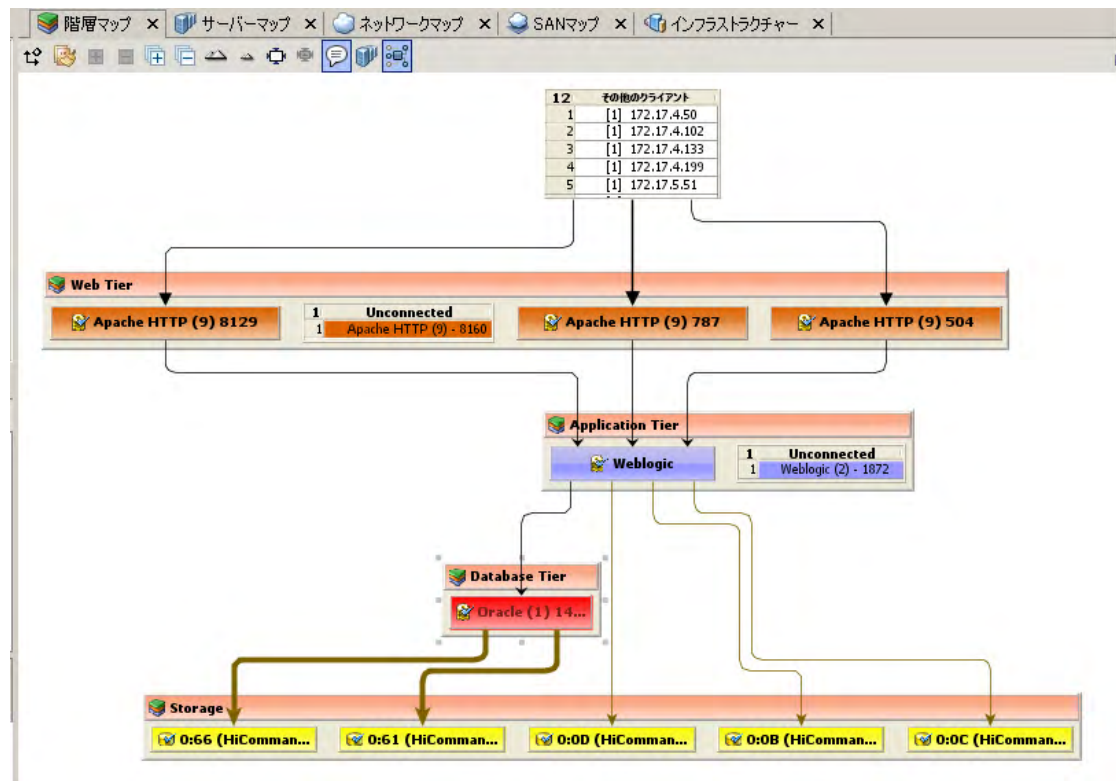 階層マップ × サーバーマップ × ネットワークマップ × SANマップ × インフラストラクチャー ×
12 その他のクライアント
1 [1] 172.17.4.50
2 [1] 172.17.4.102
3 [1] 172.17.4.133
4 [1] 172.17.4.199
5 [1] 172.17.5.51
Web Tier
Apache HTTP (9) 8129
1 Unconnected
1 Apache HTTP (9) - 8160
Apache HTTP (9) 787
Apache HTTP (9) 504
Application Tier
Weblogic
1 Unconnected
1 Weblogic (2) - 1872
Database Tier
Oracle (1) 14...
Storage
0:66 (HiComman...
0:61 (HiComman...
0:0D (HiComman...
0:0B (HiComman...
0:0C (HiComman...